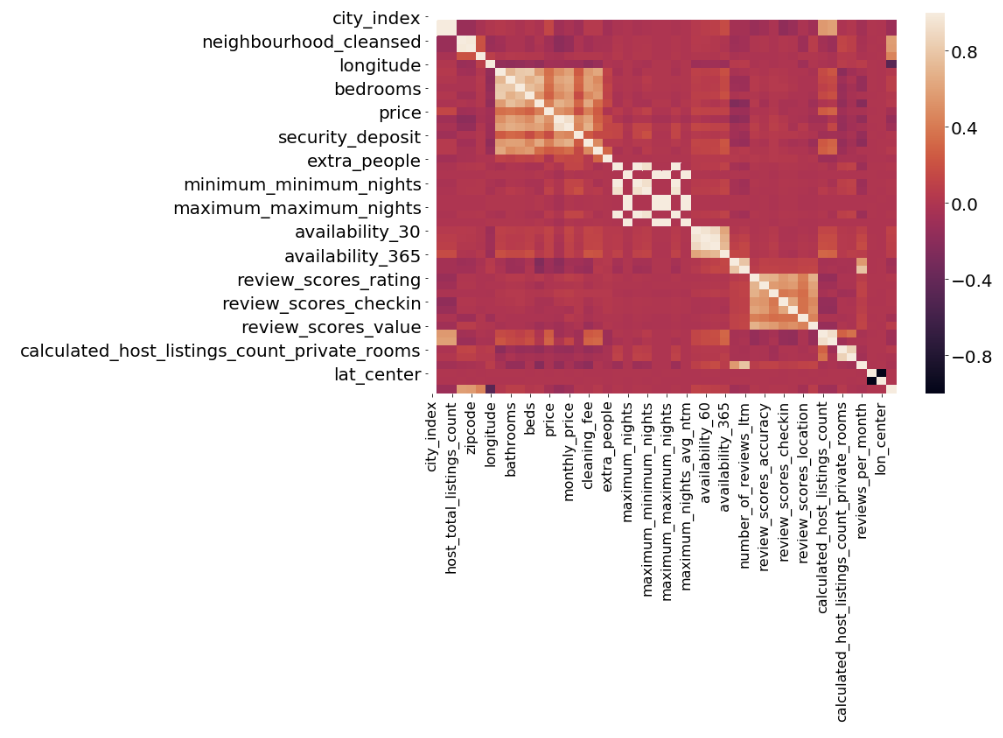 city_index
neighbourhood_cleansed
longitude
bedrooms
price
security_deposit
extra_people
minimum_minimum_nights
maximum_maximum_nights
availability_30
availability_365
review_scores_rating
review_scores_checkin
review_scores_value
calculated_host_listings_count_private_rooms
lat_center
0.8
0.4
0.0
−0.4
−0.8
city_index
host_total_listings_count
zipcode
longitude
bathrooms
beds
price
monthly_price
cleaning_fee
extra_people
maximum_nights
maximum_minimum_nights
maximum_maximum_nights
maximum_nights_avg_ntm
availability_60
availability_365
number_of_reviews_ltm
review_scores_accuracy
review_scores_checkin
review_scores_location
calculated_host_listings_count
calculated_host_listings_count_private_rooms
reviews_per_month
lon_center